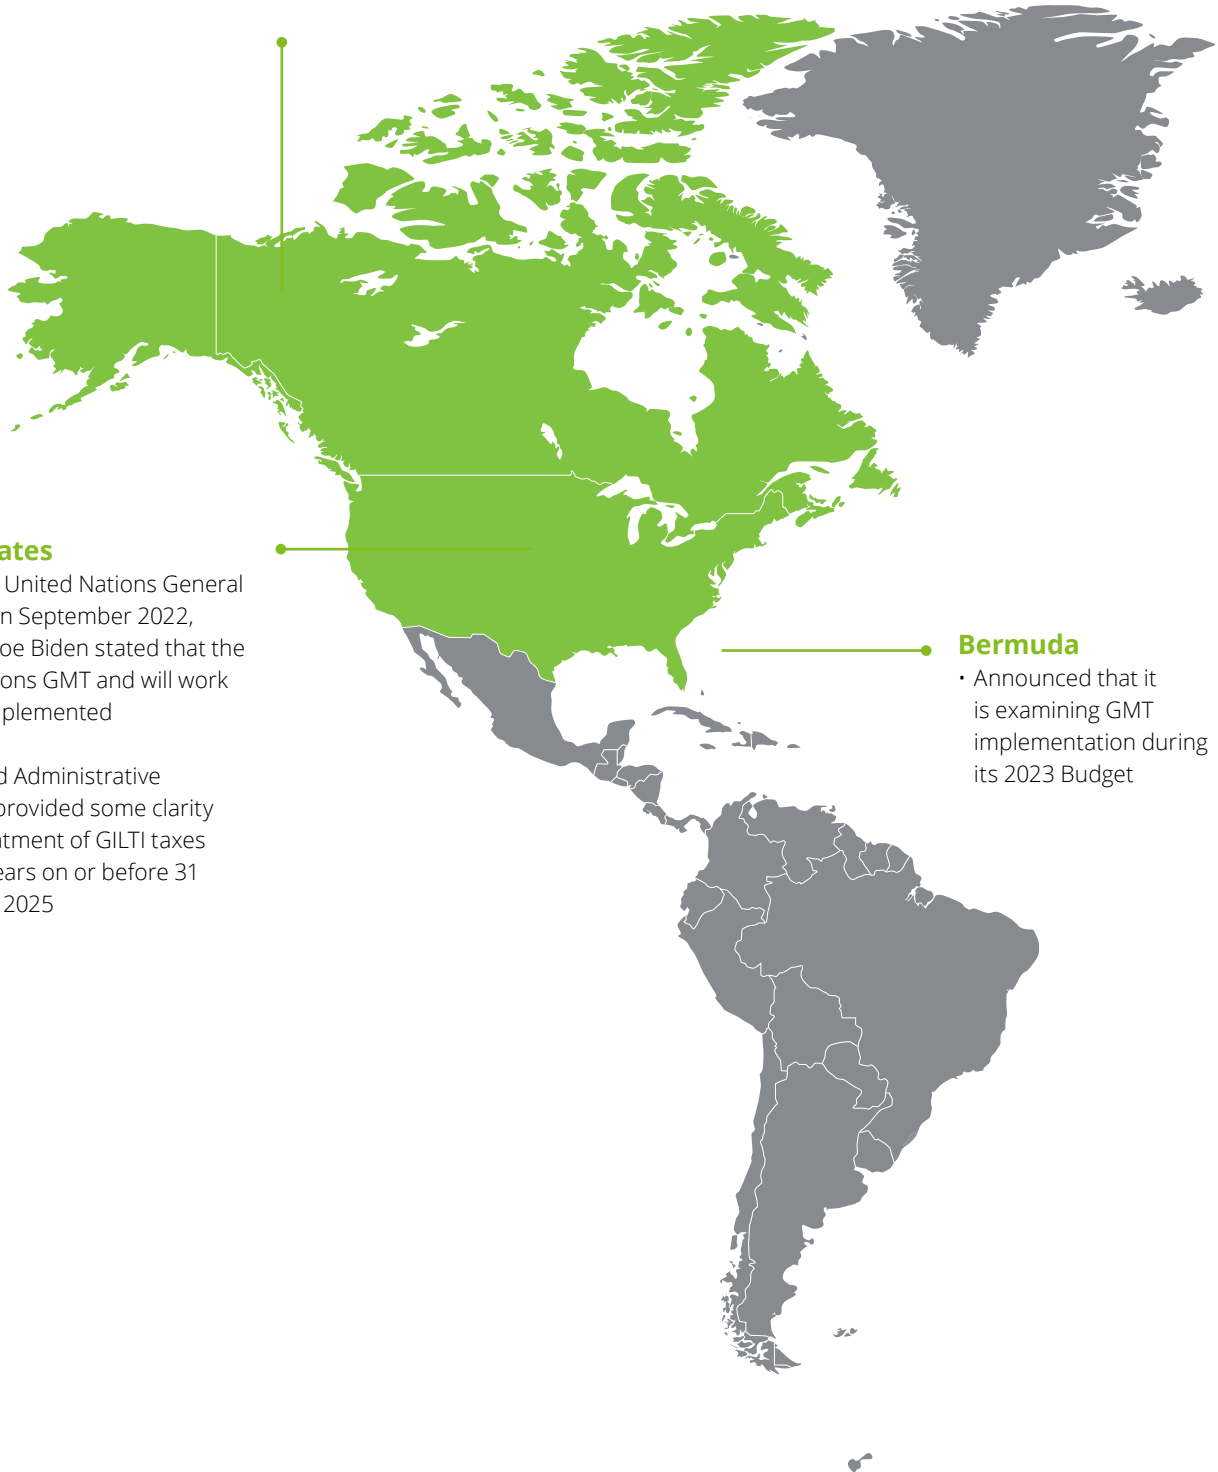 ates
United Nations General
n September 2022,
oe Biden stated that the
ons GMT and will work
plemented
d Administrative
provided some clarity
atment of GILTI taxes
ears on or before 31
2025
Bermuda
• Announced that it
is examining GMT
implementation during
its 2023 Budget